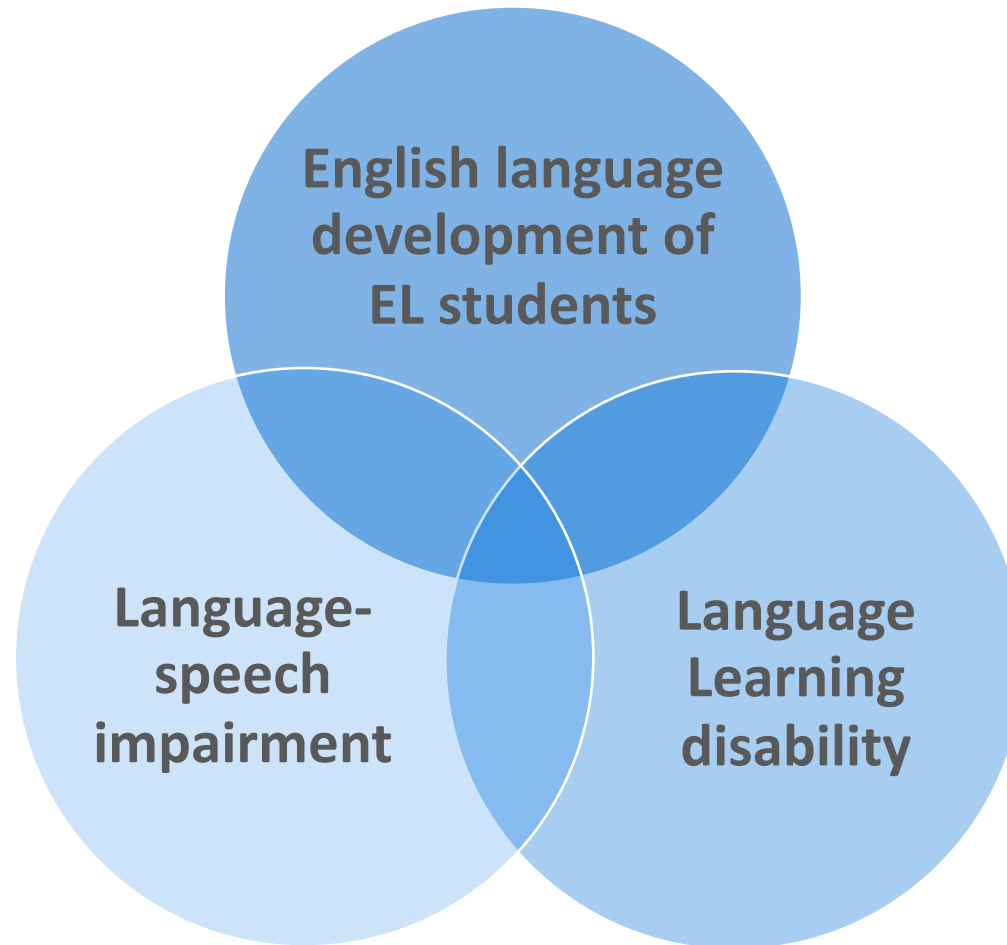 English language
development of
EL students
Language-
speech
impairment
Language
Learning
disability